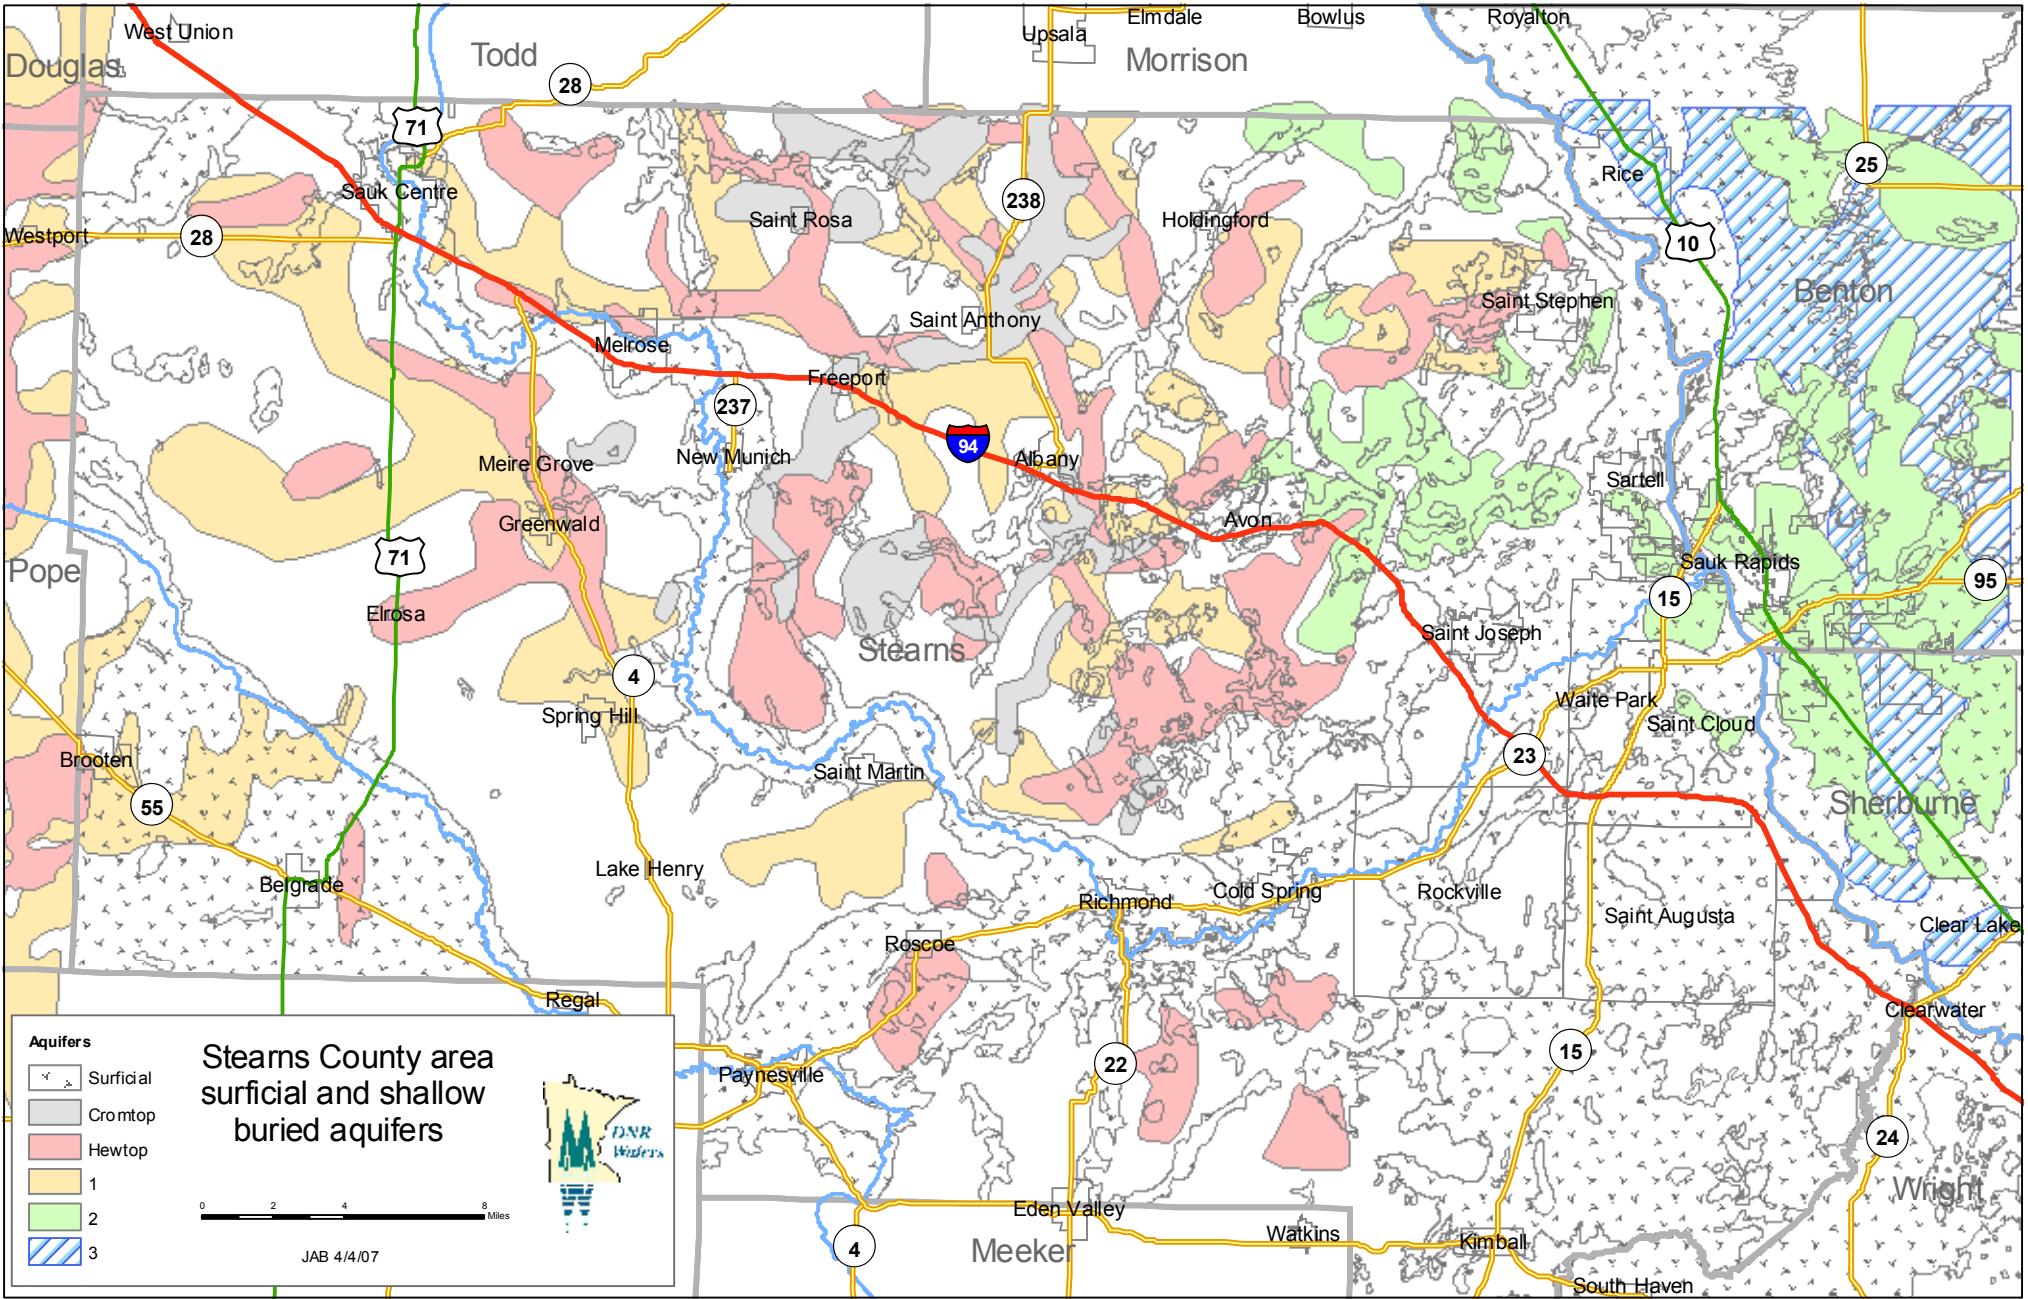 West Union
Todd
Elmdale
Bowlus
Royalton
Upsala
Morrison
Douglas
28
71
25
Rice
238
Sauk Centre
Saint Rosa
Holdingford
Westport
28
10
Benton
Saint Stephen
Saint Anthony
Melrose
Freeport
237
94
Meire Grove
New Munich
Albany
Sartell
Greenwald
Avon
71
Pope
Sauk Rapids
95
15
Elrosa
Saint Joseph
Stearns
4
Spring Hill
Waite Park
Saint Cloud
Brooten
23
Saint Martin
55
Sherburne
Lake Henry
Belgrade
Richmond
Cold Spring
Rockville
Saint Augusta
Clear Lake
Roscoe
Regal
Clearwater
Paynesville
22
15
24
Wright
Eden Valley
Meeker
4
Watkins
Kimball
South Haven
Aquifers
Surficial
Cromtop
Hewtop
1
2
3
Stearns County area
surficial and shallow
buried aquifers
DNR
Waters
0 2 4 8
Miles
JAB 4/4/07